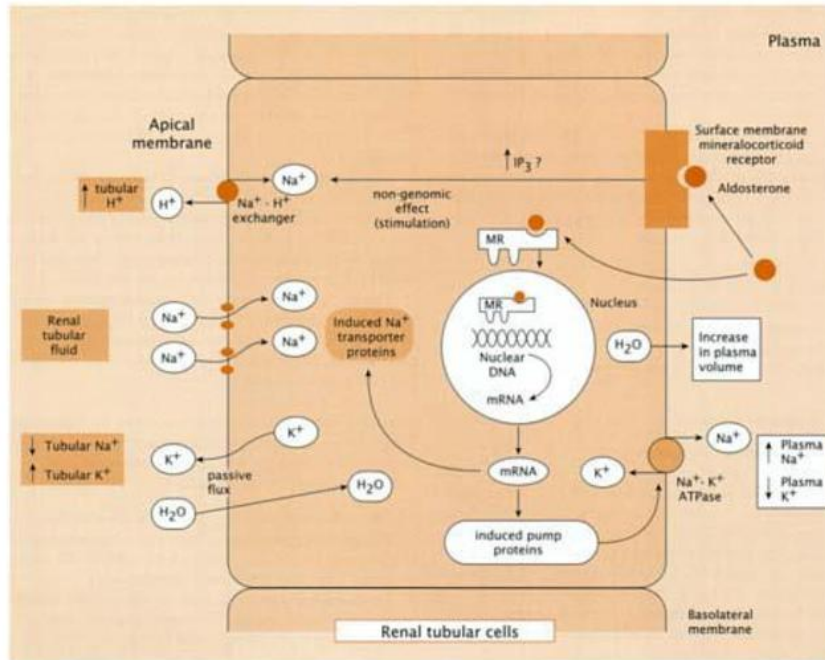 Plasma
Apical
membrane
Surface membrane
mineralocorticoid
receptor
Aldosterone
↑ IP3 ?
non-genomic
effect
(stimulation)
Na+
Na+ - H+
exchanger
H+
↑ tubular
H+
MR
MR
Nucleus
Nuclear
DNA
mRNA
Renal
tubular
fluid
Na+
Na+
Na+
Na+
Induced Na+
transporter
proteins
H2O
Increase
in plasma
volume
↓ Tubular Na+
↑ Tubular K+
K+
K+
passive
flux
H2O
H2O
mRNA
induced pump
proteins
K+
Na+
Na+- K+
ATPase
↑ Plasma
Na+
↓ Plasma
K+
Renal tubular cells
Basolateral
membrane